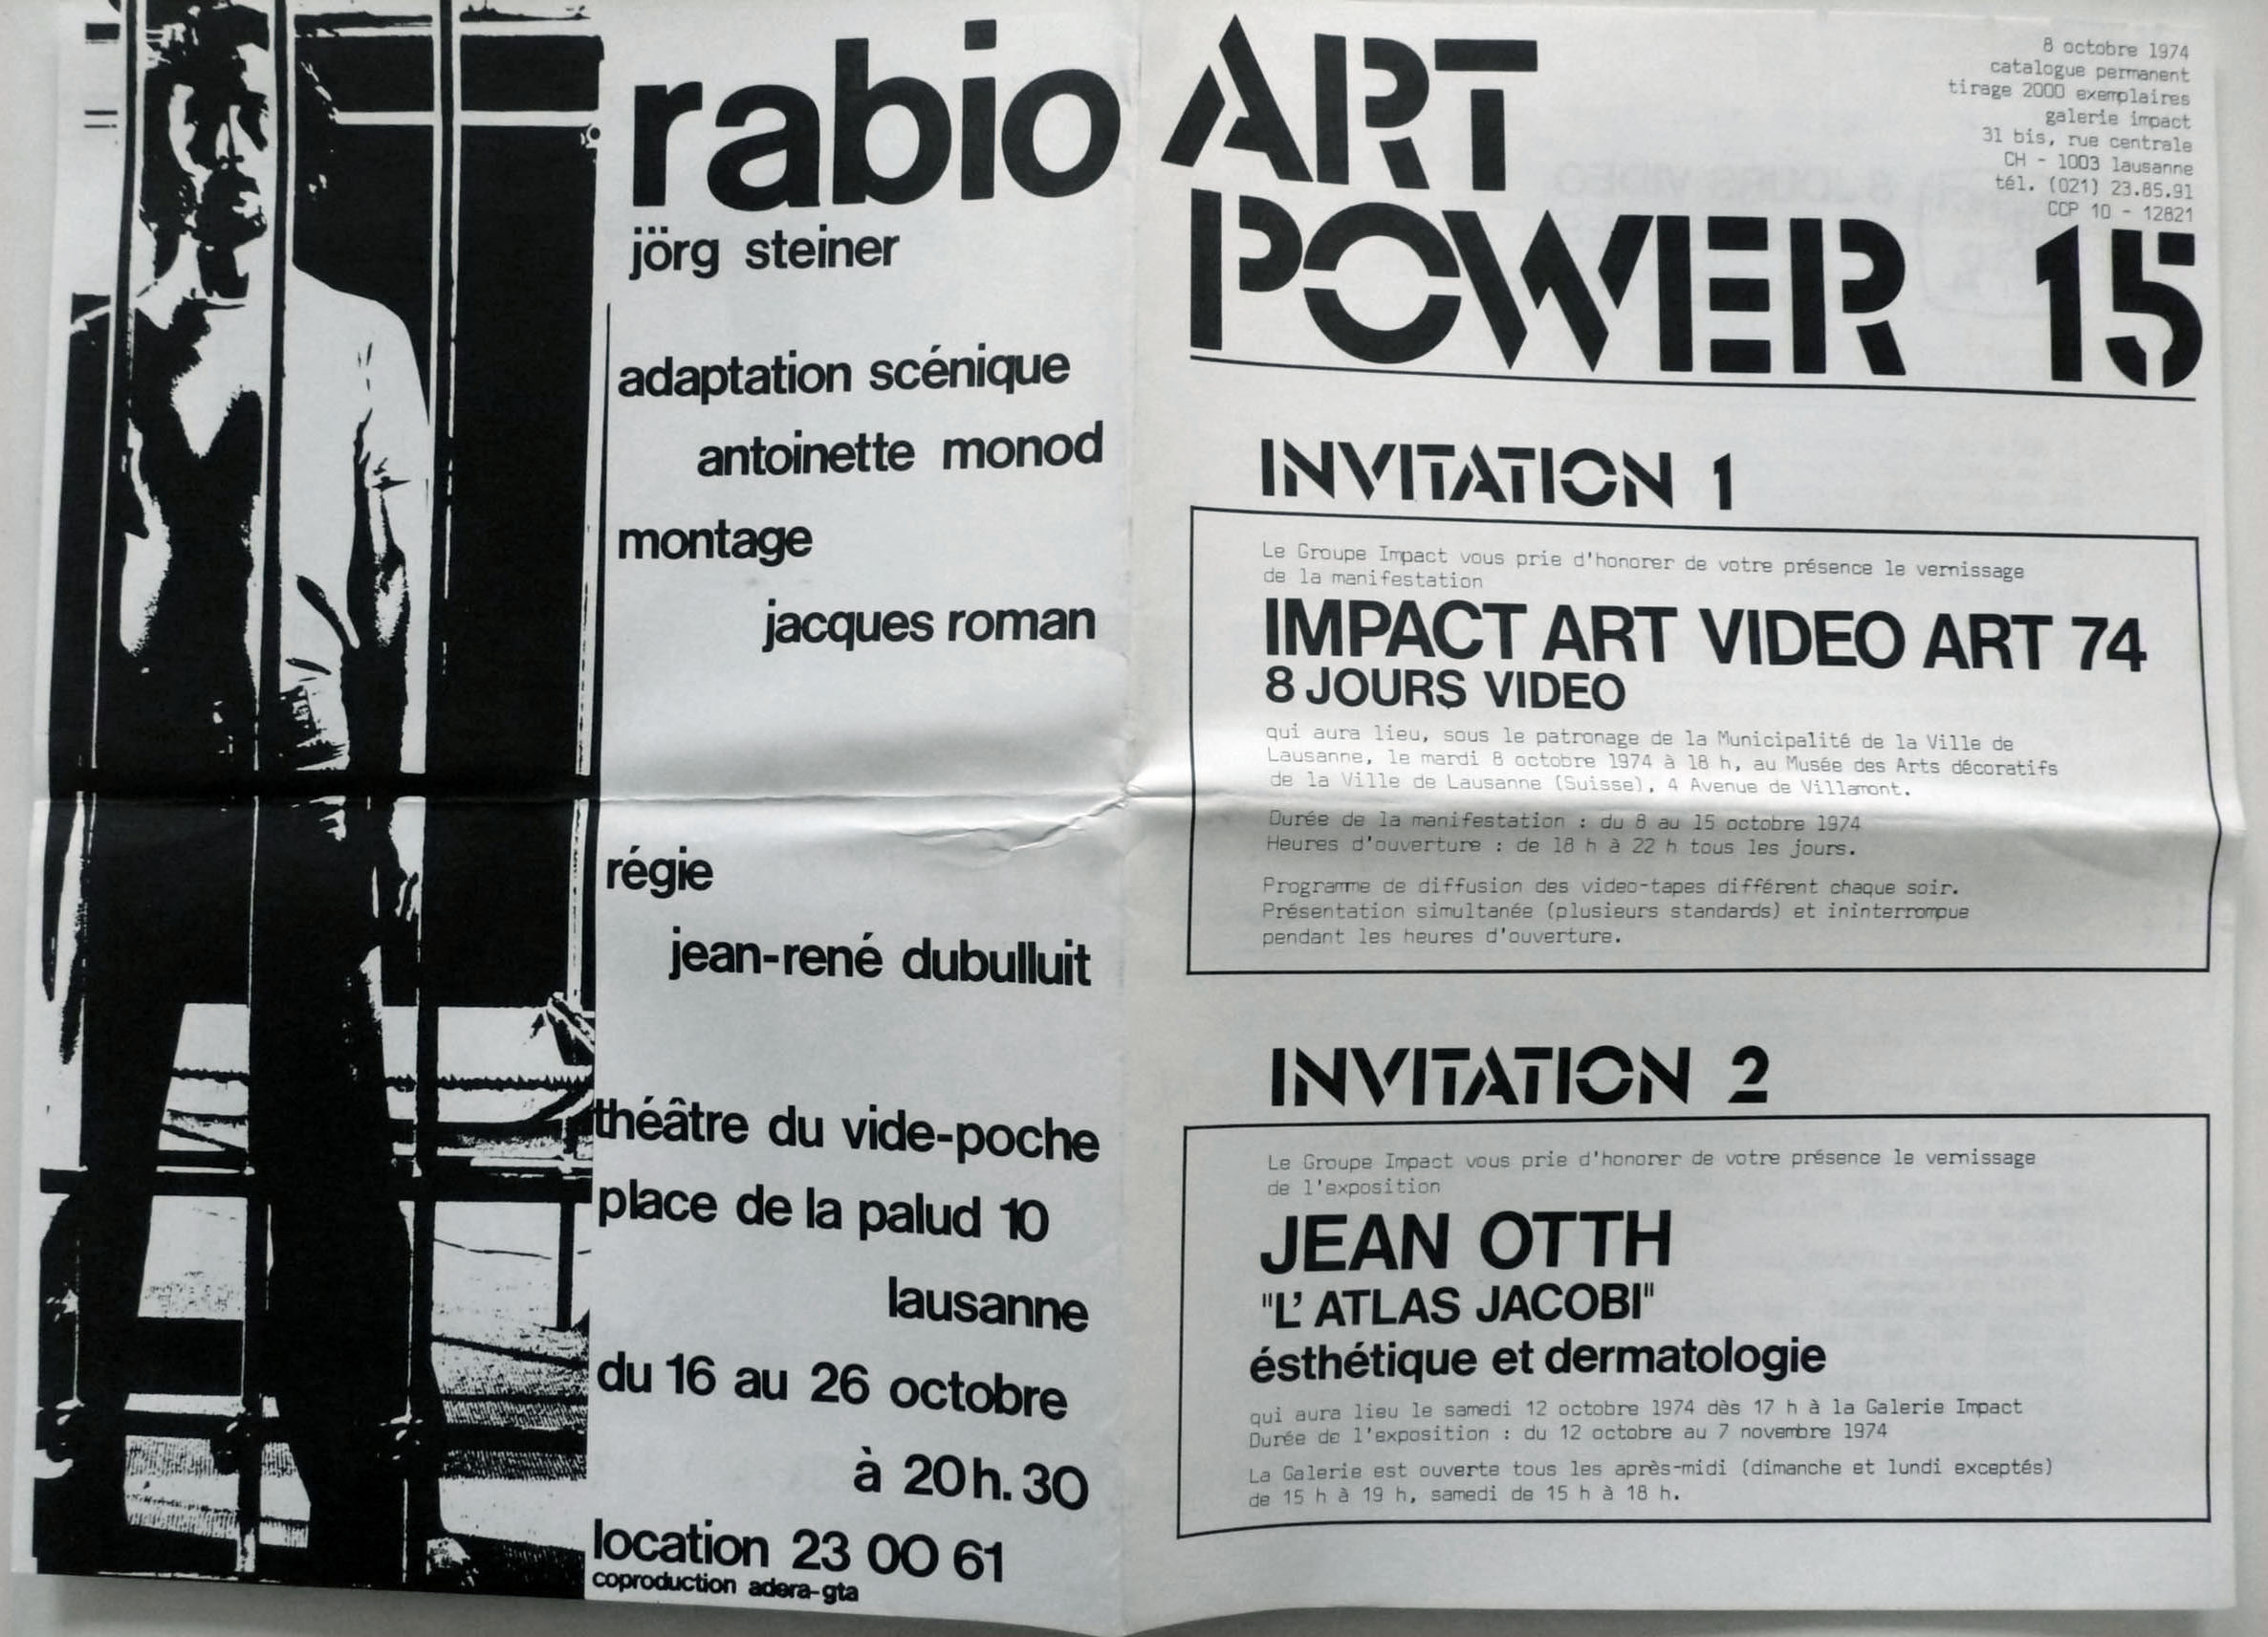 rabio
jörg steiner
adaptation scénique
antoinette monod
montage
jacques roman
régie
jean-rené dubulluit
théâtre du vide-poche
place de la palud 10
lausanne
du 16 au 26 octobre
à 20h.30
location 23 00 61
coproduction adera-gta
ART
POWER 15
8 octobre 1974
catalogue permanent
tirage 2000 exemplaires
galerie impact
31 bis, rue centrale
CH - 1003 lausanne
tél. (021) 23.85.91
CCP 10 - 12821
INVITATION 1
Le Groupe Impact vous prie d'honorer de votre présence le vernissage
de la manifestation
IMPACT ART VIDEO ART 74
8 JOURS VIDEO
qui aura lieu, sous le patronage de la Municipalité de la Ville de
Lausanne, le mardi 8 octobre 1974 à 18 h, au Musée des Arts décoratifs
de la Ville de Lausanne (Suisse), 4 Avenue de Villamont.
Durée de la manifestation : du 8 au 15 octobre 1974
Heures d'ouverture : de 18 h à 22 h tous les jours.
Programme de diffusion des video-tapes différent chaque soir.
Présentation simultanée (plusieurs standards) et ininterrompue
pendant les heures d'ouverture.
INVITATION 2
Le Groupe Impact vous prie d'honorer de votre présence le vernissage
de l'exposition
JEAN OTTH
"L' ATLAS JACOBI"
ésthétique et dermatologie
qui aura lieu le samedi 12 octobre 1974 dès 17 h à la Galerie Impact
Durée de l'exposition : du 12 octobre au 7 novembre 1974
La Galerie est ouverte tous les après-midi (dimanche et lundi exceptés)
de 15 h à 19 h, samedi de 15 h à 18 h.